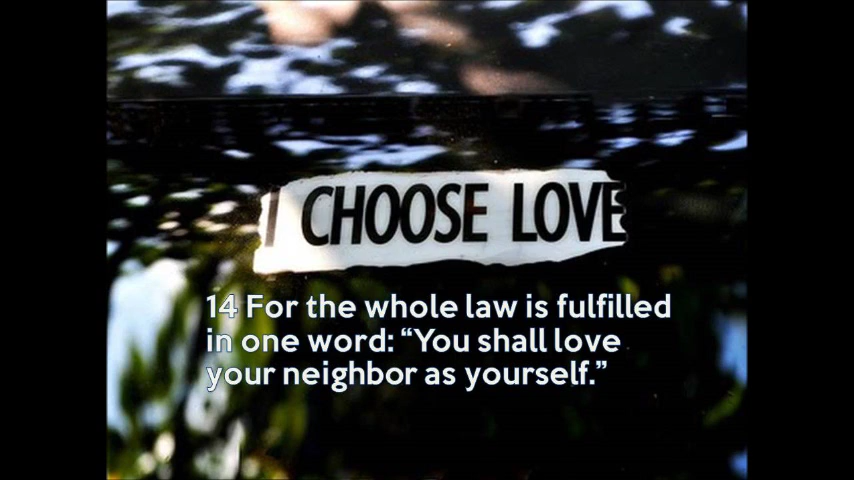 I CHOOSE LOVE
14 For the whole law is fulfilled
in one word: “You shall love
your neighbor as yourself.”